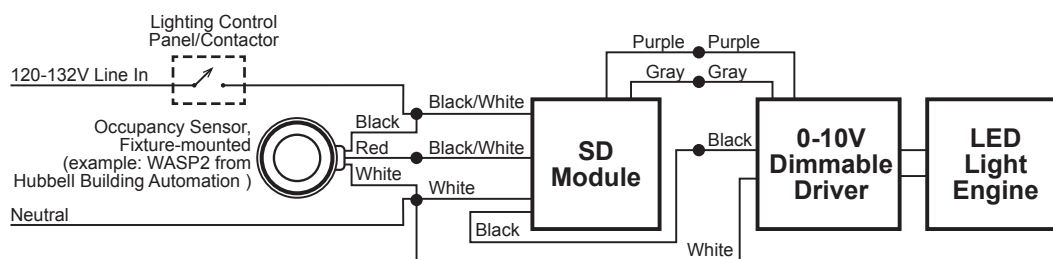 Lighting Control
Panel/Contactor
120-132V Line In
Purple
Purple
Gray
Gray
Black/White
Black
Occupancy Sensor,
Fixture-mounted
(example: WASP2 from
Hubbell Building Automation )
Red
Black/White
White
White
Neutral
Black
SD
Module
Black
White
0-10V
Dimmable
Driver
LED
Light
Engine